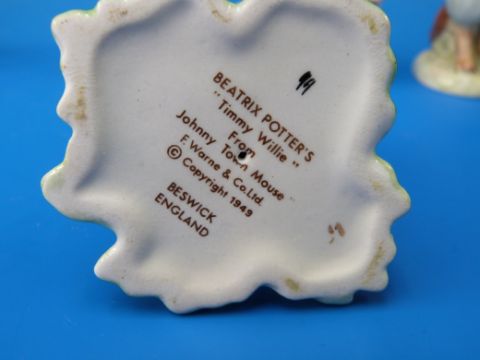 BEATRIX POTTER'S
"Timmy Willie"
From
Johnny Town Mouse
F. Warne & Co. Ltd.
© Copyright 1949
BESWICK
ENGLAND